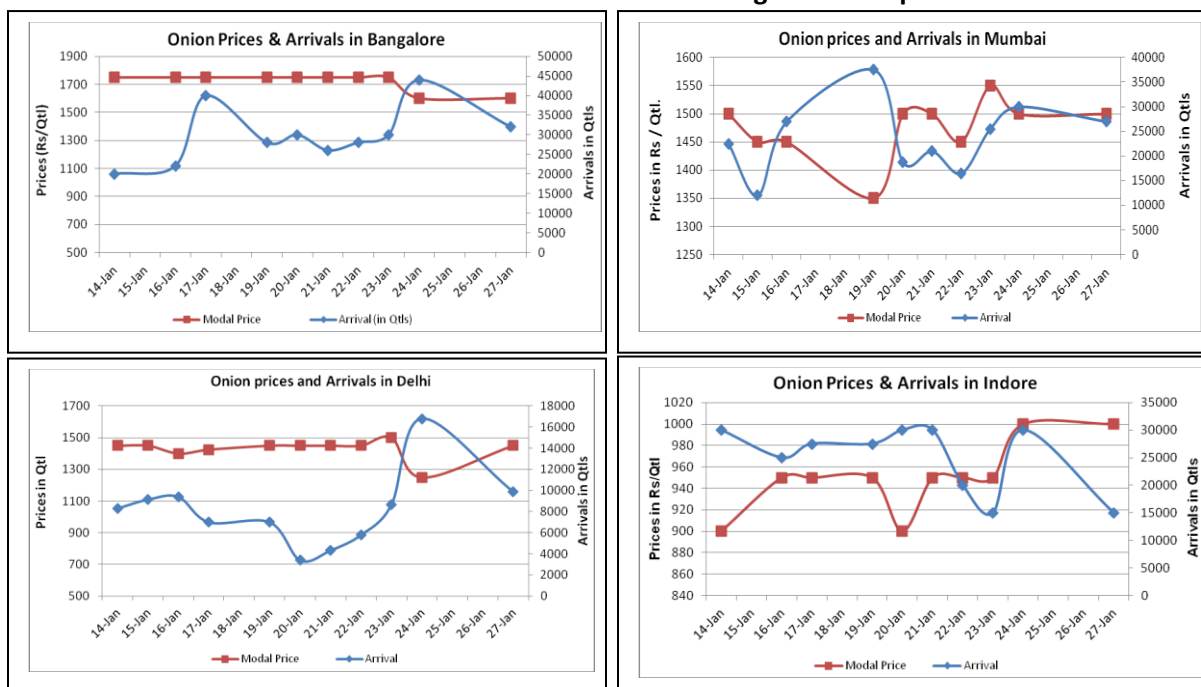 Onion Prices & Arrivals in Bangalore
Prices (Rs/Qtl)
1900
1700
1500
1300
1100
900
700
500
50000
45000
40000
35000
30000
25000
20000
15000
10000
5000
0
Arrivals in Qtls
14-Jan
15-Jan
16-Jan
17-Jan
18-Jan
19-Jan
20-Jan
21-Jan
22-Jan
23-Jan
24-Jan
25-Jan
26-Jan
27-Jan
Modal Price Arrival (in Qtls)
Onion prices and Arrivals in Mumbai
Prices in Rs / Qtl.
1600
1550
1500
1450
1400
1350
1300
1250
40000
35000
30000
25000
20000
15000
10000
5000
0
Arrivals in Qtls
14-Jan
15-Jan
16-Jan
17-Jan
18-Jan
19-Jan
20-Jan
21-Jan
22-Jan
23-Jan
24-Jan
25-Jan
26-Jan
27-Jan
Modal Price Arrival
Onion prices and Arrivals in Delhi
Prices in Qtl
1700
1500
1300
1100
900
700
500
18000
16000
14000
12000
10000
8000
6000
4000
2000
0
Arrivals in Qtls
14-Jan
15-Jan
16-Jan
17-Jan
18-Jan
19-Jan
20-Jan
21-Jan
22-Jan
23-Jan
24-Jan
25-Jan
26-Jan
27-Jan
Modal Price Arrival
Onion Prices & Arrivals in Indore
Prices in Rs/Qtl
1020
1000
980
960
940
920
900
880
860
840
35000
30000
25000
20000
15000
10000
5000
0
Arrivals in Qtls
14-Jan
15-Jan
16-Jan
17-Jan
18-Jan
19-Jan
20-Jan
21-Jan
22-Jan
23-Jan
24-Jan
25-Jan
26-Jan
27-Jan
Modal Price Arrival